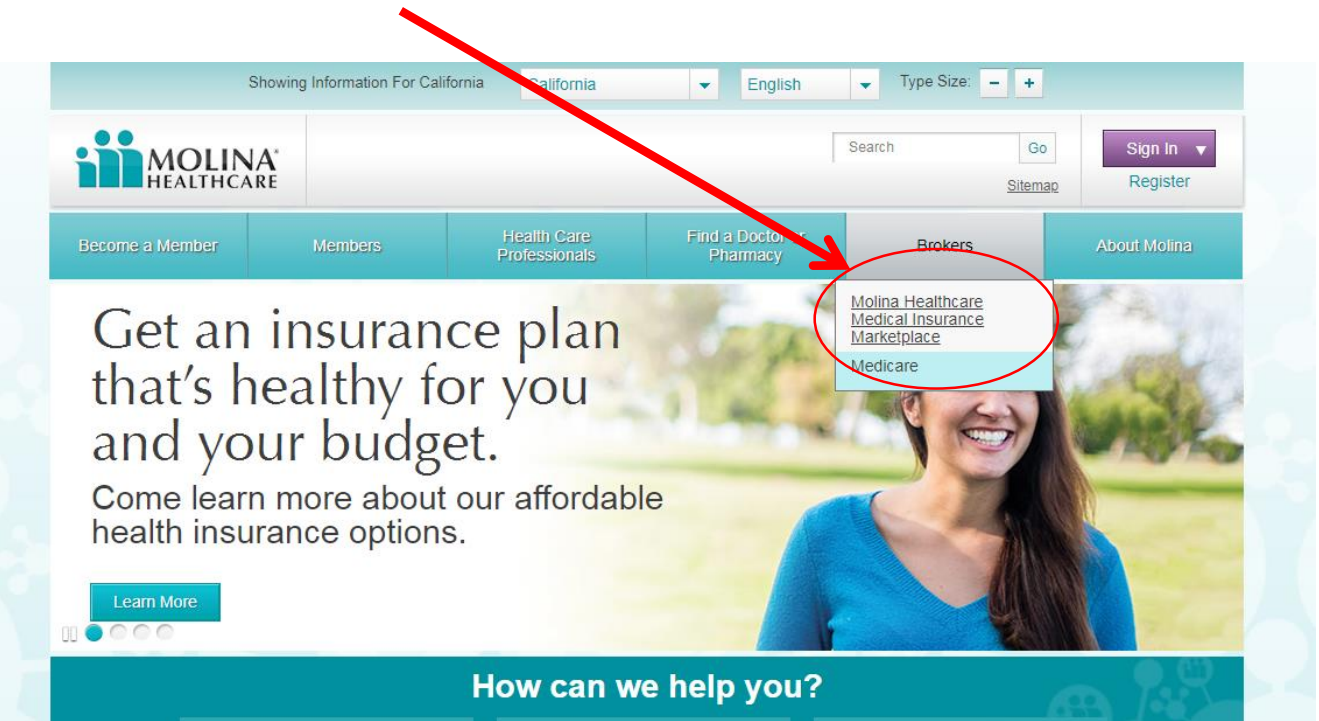 Showing Information For California
California
English
Type Size: - +
MOLINA®
HEALTHCARE
Search
Go
Sitemap
Sign In
Register
Become a Member
Members
Health Care
Professionals
Find a Doctor or
Pharmacy
Brokers
About Molina
Molina Healthcare
Medical Insurance
Marketplace
Medicare
Get an insurance plan
that's healthy for you
and your budget.
Come learn more about our affordable
health insurance options.
Learn More
How can we help you?